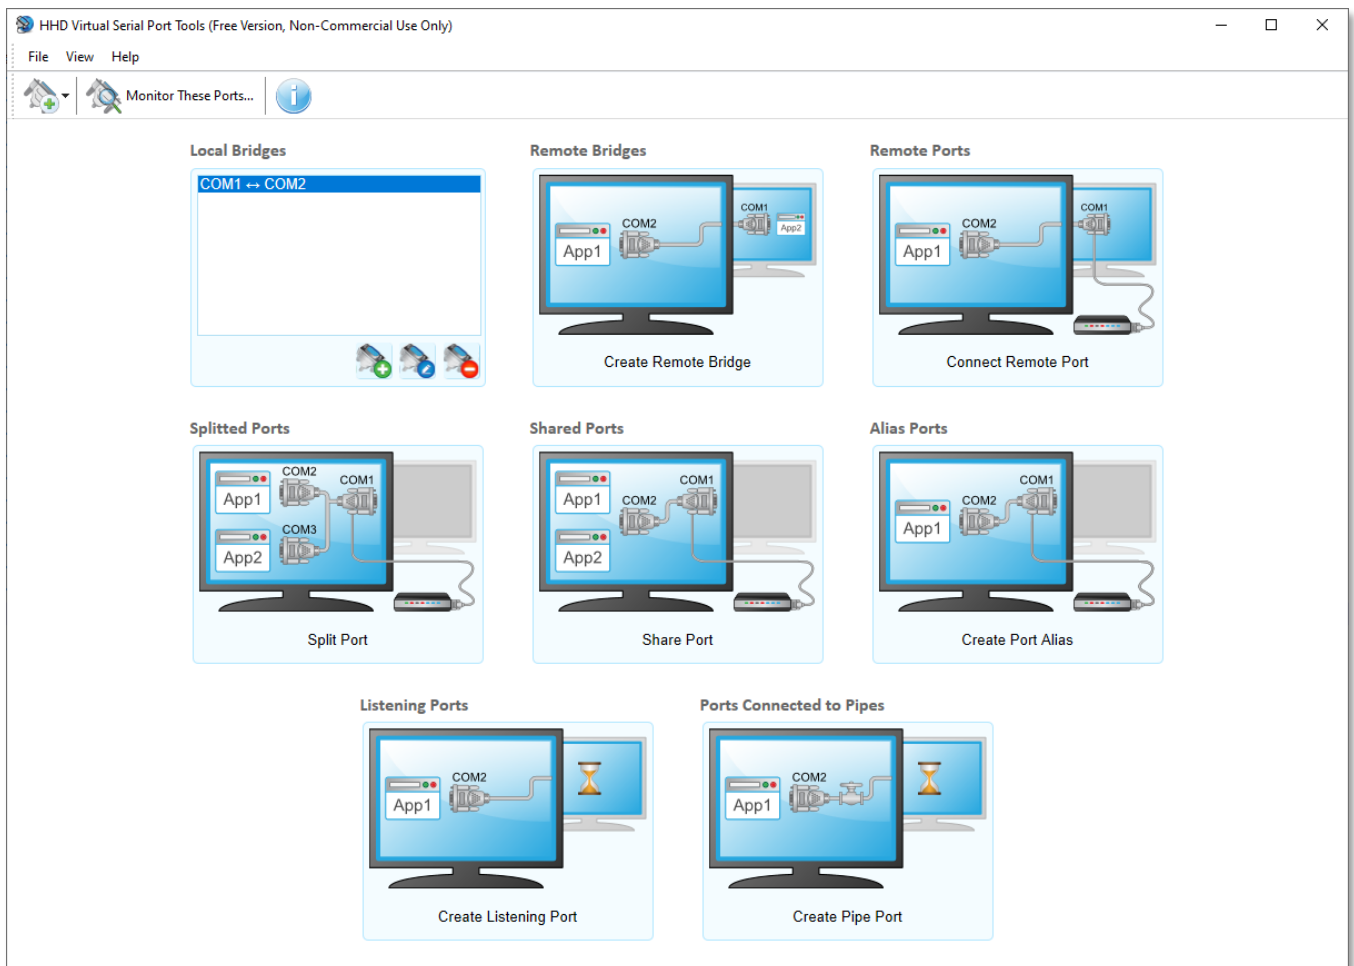 HHD Virtual Serial Port Tools (Free Version, Non-Commercial Use Only)
File View Help
Monitor These Ports...
i
Local Bridges
COM1 ↔ COM2
Remote Bridges
App1
COM2
COM1
App2
Create Remote Bridge
Remote Ports
App1
COM2
COM1
Connect Remote Port
Splitted Ports
App1
COM2
COM1
App2
COM3
Split Port
Shared Ports
App1
COM2
COM1
App2
Share Port
Alias Ports
App1
COM2
COM1
Create Port Alias
Listening Ports
App1
COM2
Create Listening Port
Ports Connected to Pipes
App1
COM2
Create Pipe Port